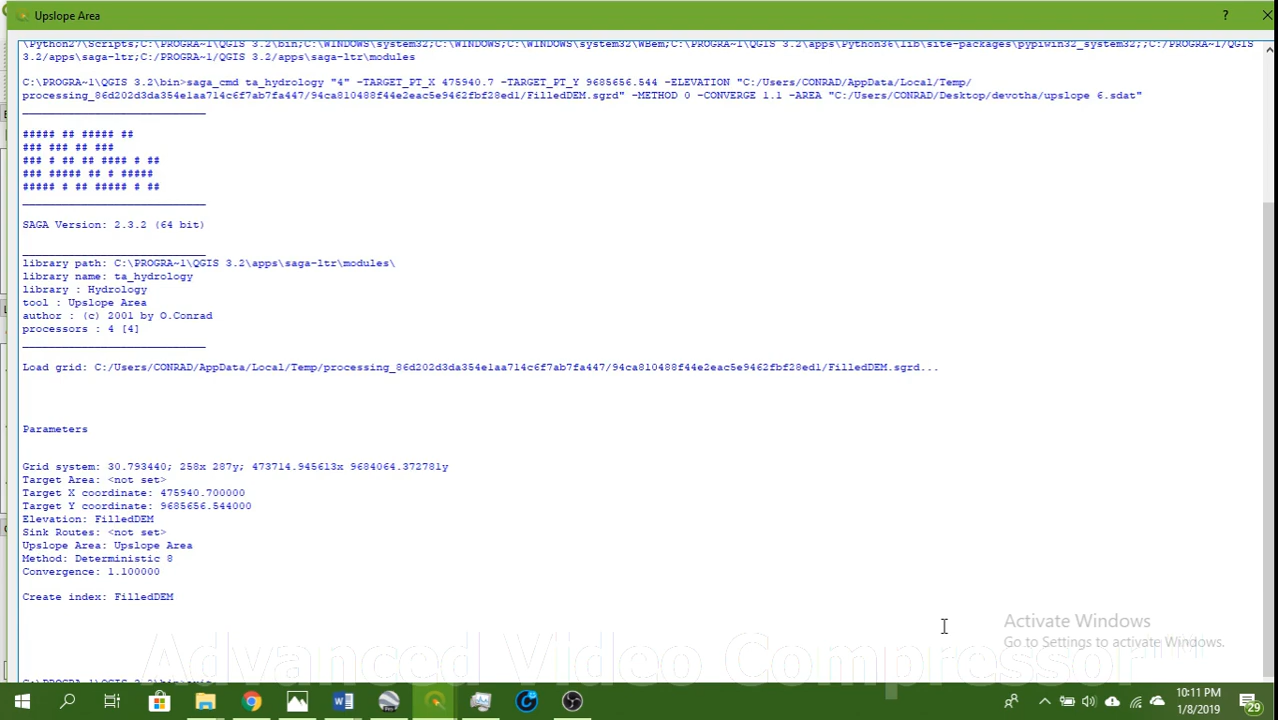 Upslope Area
?
\Python27\Scripts;C:\PROGRA~1\QGIS 3.2\bin;C:\WINDOWS\system32;C:\WINDOWS;C:\WINDOWS\system32\WBem;C:\PROGRA~1\QGIS 3.2\apps\Python36\lib\site-packages\pypiwin32_system32;;C:/PROGRA~1/QGIS
3.2/apps/saga-ltr;C:/PROGRA~1/QGIS 3.2/apps/saga-ltr/modules
C:\PROGRA~1\QGIS 3.2\bin>saga_cmd ta_hydrology "4" -TARGET_PT_X 475940.7 -TARGET_PT_Y 9685656.544 -ELEVATION "C:/Users/CONRAD/AppData/Local/Temp/
processing_86d202d3da354e1aa714c6f7ab7fa447/94ca810488f44e2eac5e9462fbf28ed1/FilledDEM.sgrd" -METHOD 0 -CONVERGE 1.1 -AREA "C:/Users/CONRAD/Desktop/devotha/upslope 6.sdat"
____________________________
##### ## ##### ##
### ### ## ###
### # ## ## #### # ##
### ##### ## # #####
##### # ## ##### # ##
____________________________
SAGA Version: 2.3.2 (64 bit)
____________________________
library path: C:\PROGRA~1\QGIS 3.2\apps\saga-ltr\modules\
library name: ta_hydrology
library : Hydrology
tool : Upslope Area
author : (c) 2001 by O.Conrad
processors : 4 [4]
____________________________
Load grid: C:/Users/CONRAD/AppData/Local/Temp/processing_86d202d3da354e1aa714c6f7ab7fa447/94ca810488f44e2eac5e9462fbf28ed1/FilledDEM.sgrd...
Parameters
Grid system: 30.793440; 258x 287y; 473714.945613x 9684064.372781y
Target Area: <not set>
Target X coordinate: 475940.700000
Target Y coordinate: 9685656.544000
Elevation: FilledDEM
Sink Routes: <not set>
Upslope Area: Upslope Area
Method: Deterministic 8
Convergence: 1.100000
Create index: FilledDEM
Activate Windows
Go to Settings to activate Windows.
Advanced Video Compressor™
10:11 PM
1/8/2019
29